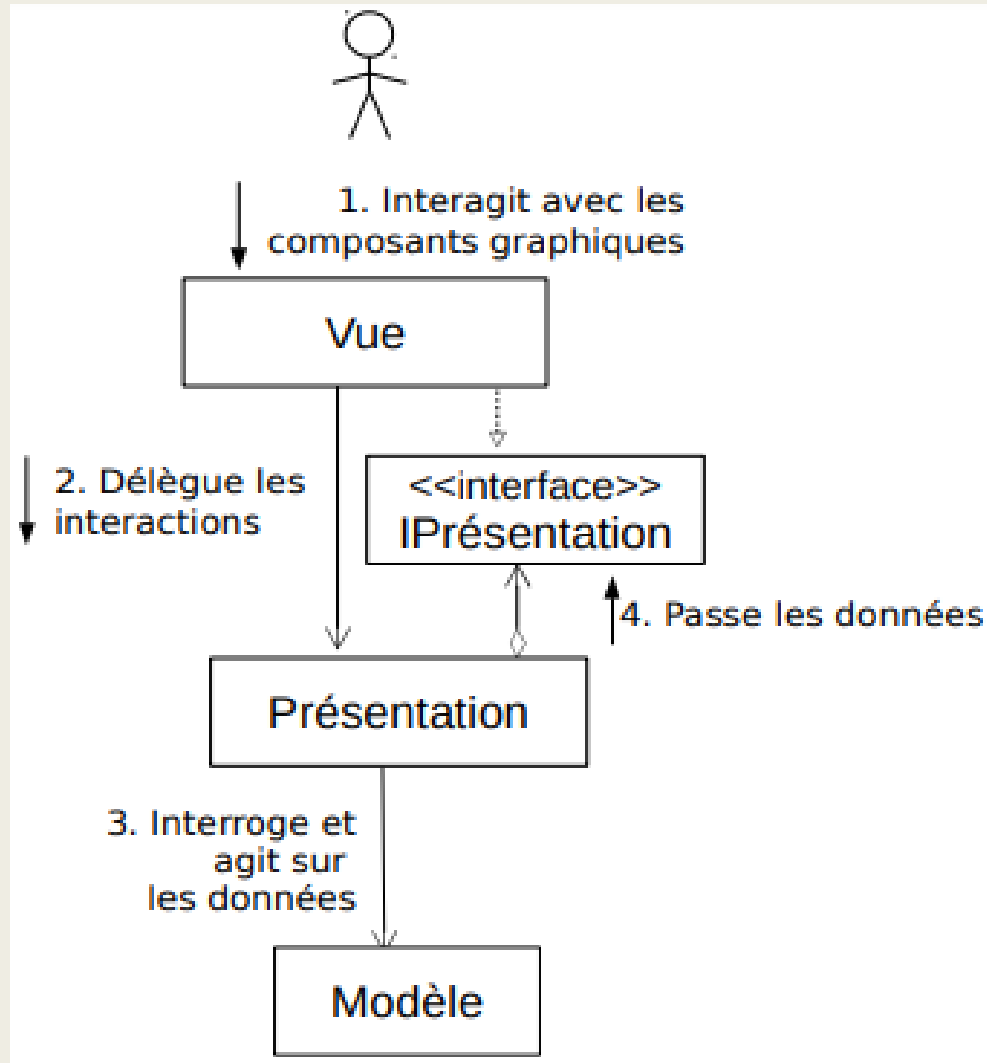 1. Interagit avec les
composants graphiques
Vue
2. Délègue les
interactions
<<interface>>
IPrésentation
4. Passe les données
Présentation
3. Interroge et
agit sur
les données
Modèle